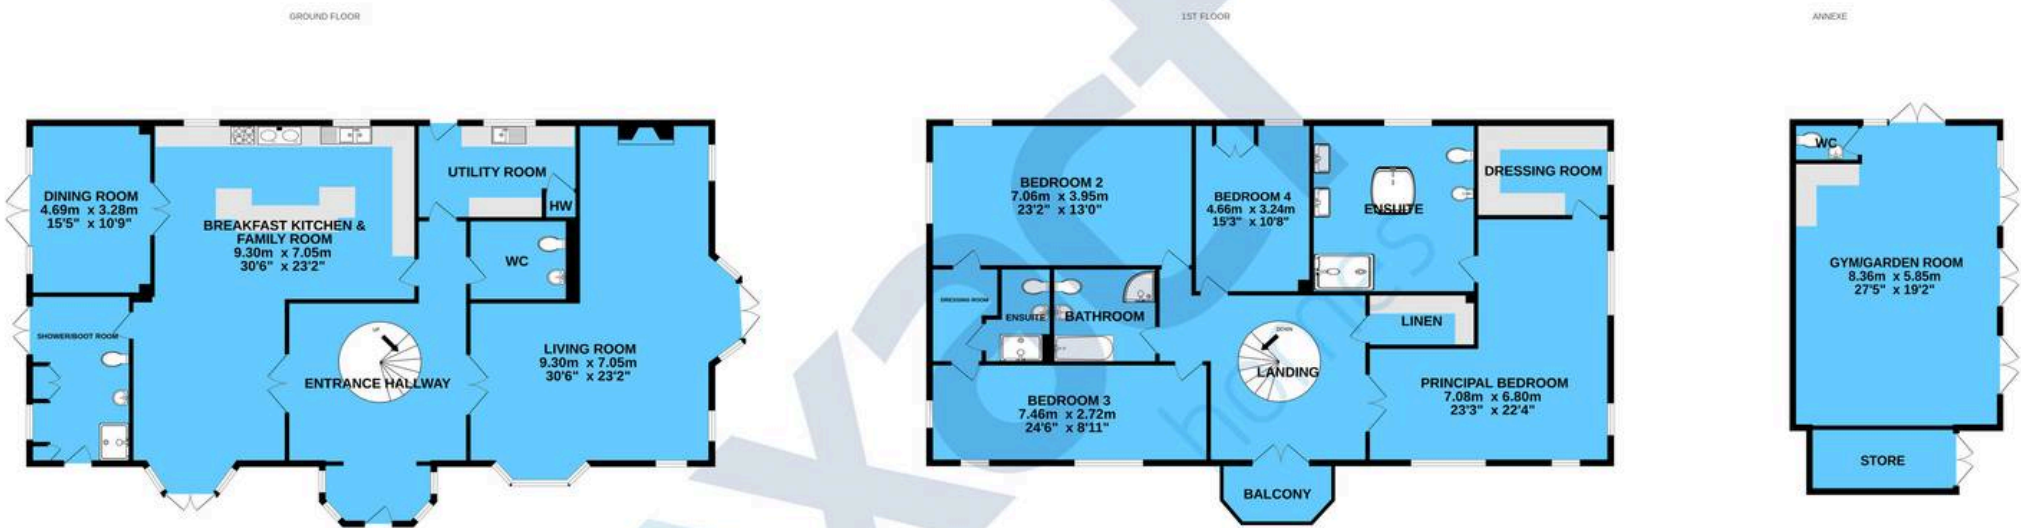 GROUND FLOOR
DINING ROOM
4.69m x 3.28m
15'5" x 10'9"
BREAKFAST KITCHEN &
FAMILY ROOM
9.30m x 7.05m
30'6" x 23'2"
UTILITY ROOM
HW
WC
SHOWER/BOOT ROOM
UP
ENTRANCE HALLWAY
LIVING ROOM
9.30m x 7.05m
30'6" x 23'2"
1ST FLOOR
BEDROOM 2
7.06m x 3.95m
23'2" x 13'0"
BEDROOM 4
4.66m x 3.24m
15'3" x 10'8"
ENSUITE
DRESSING ROOM
DRESSING ROOM
ENSUITE
BATHROOM
LINEN
DOWN
LANDING
BEDROOM 3
7.46m x 2.72m
24'6" x 8'11"
PRINCIPAL BEDROOM
7.08m x 6.80m
23'3" x 22'4"
BALCONY
ANNEXE
WC
GYM/GARDEN ROOM
8.36m x 5.85m
27'5" x 19'2"
STORE
homes